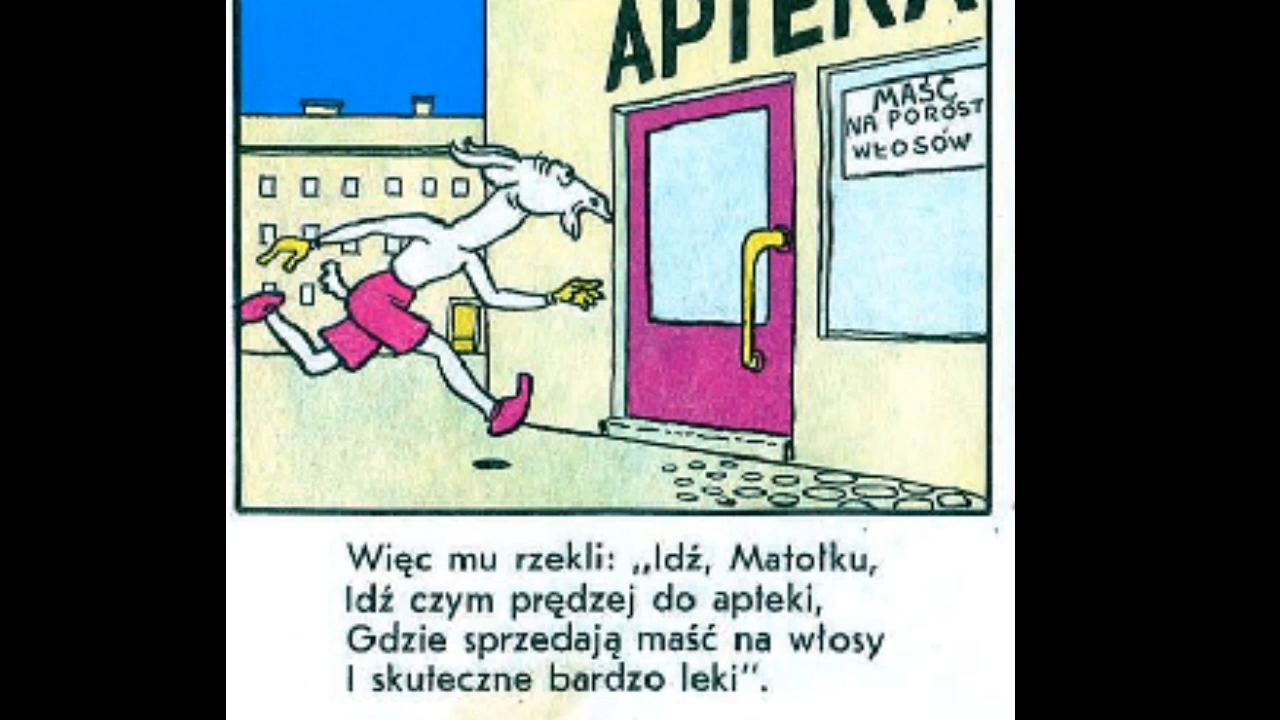 APTEKA
MAŚĆ
NA POROST
WŁOSÓW
Więc mu rzekli: „Idź, Matołku,
Idź czym prędzej do apteki,
Gdzie sprzedają maść na włosy
I skuteczne bardzo leki”.